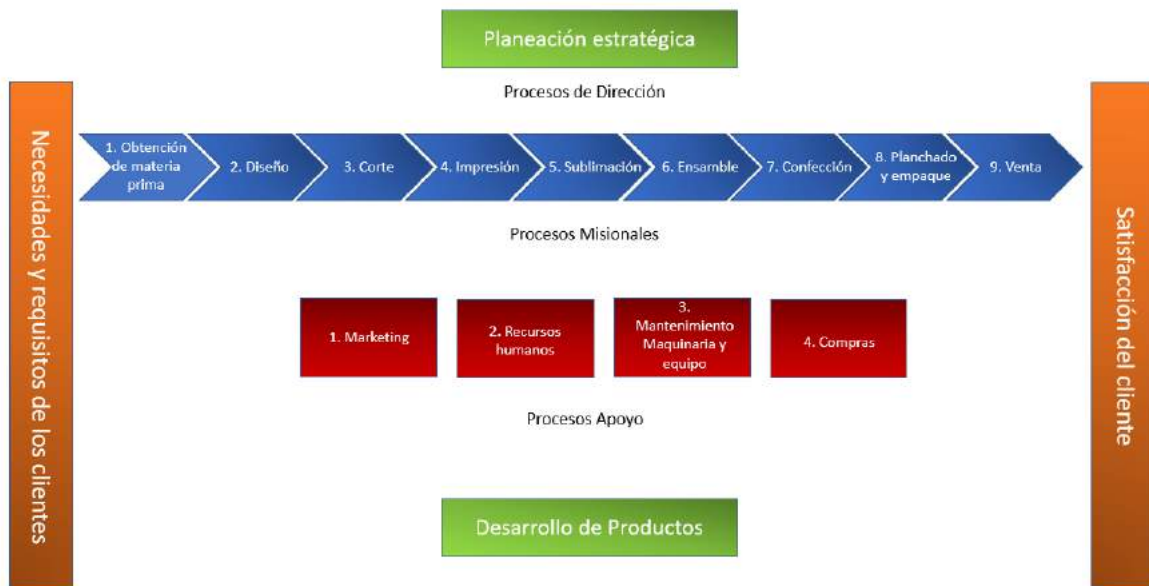 Planeación estratégica
Procesos de Dirección
Necesidades y requisitos de los clientes
1. Obtención
de materia
prima
2. Diseño
3. Corte
4. Impresión
5. Sublimación
6. Ensamble
7. Confección
8. Planchado
y empaque
9. Venta
Satisfacción del cliente
Procesos Misionales
1. Marketing
2. Recursos
humanos
3.
Mantenimiento
Maquinaria y
equipo
4. Compras
Procesos Apoyo
Desarrollo de Productos